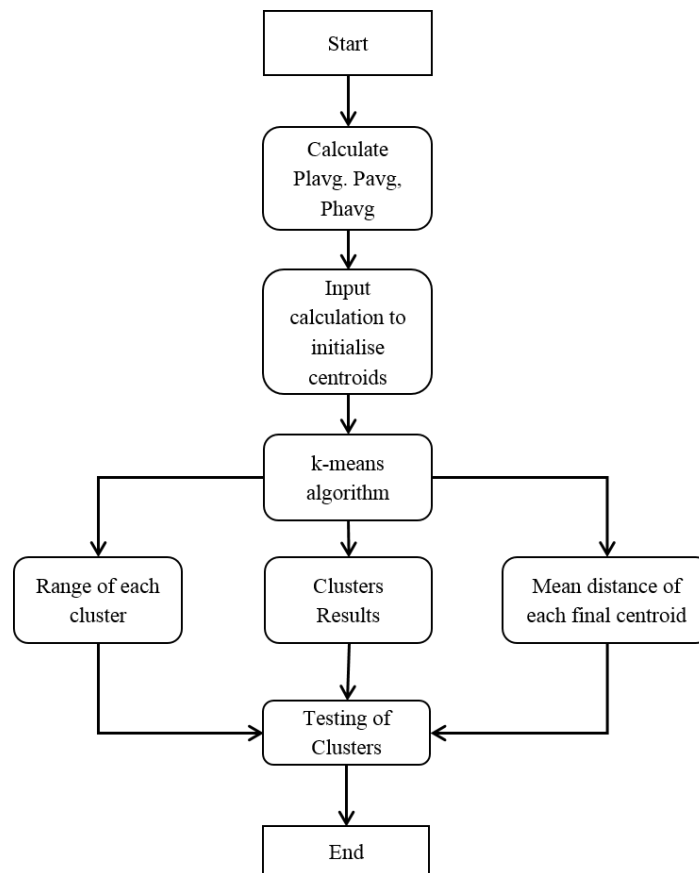 Start
Calculate
Plavg. Pavg,
Phavg
Input
calculation to
initialise
centroids
k-means
algorithm
Range of each
cluster
Clusters
Results
Mean distance of
each final centroid
Testing of
Clusters
End